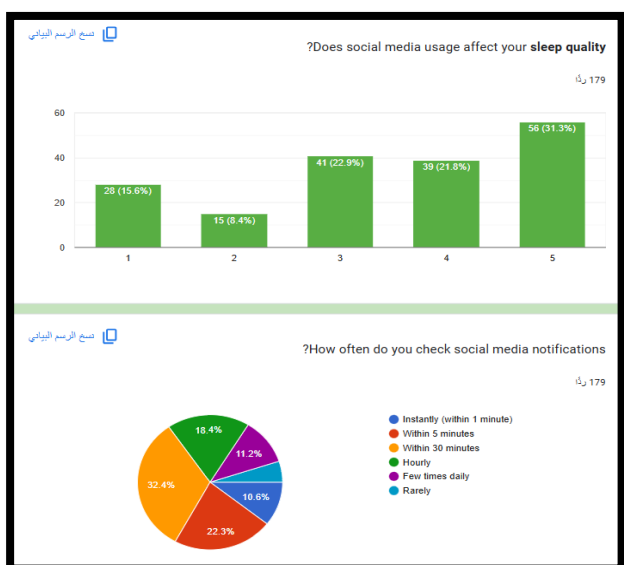 نسخ الرسم البياني
?Does social media usage affect your sleep quality
179 ردًا
60
40
20
0
28 (15.6%)
15 (8.4%)
41 (22.9%)
39 (21.8%)
56 (31.3%)
1
2
3
4
5
نسخ الرسم البياني
?How often do you check social media notifications
179 ردًا
Instantly (within 1 minute)
Within 5 minutes
Within 30 minutes
Hourly
Few times daily
Rarely
18.4%
11.2%
32.4%
10.6%
22.3%